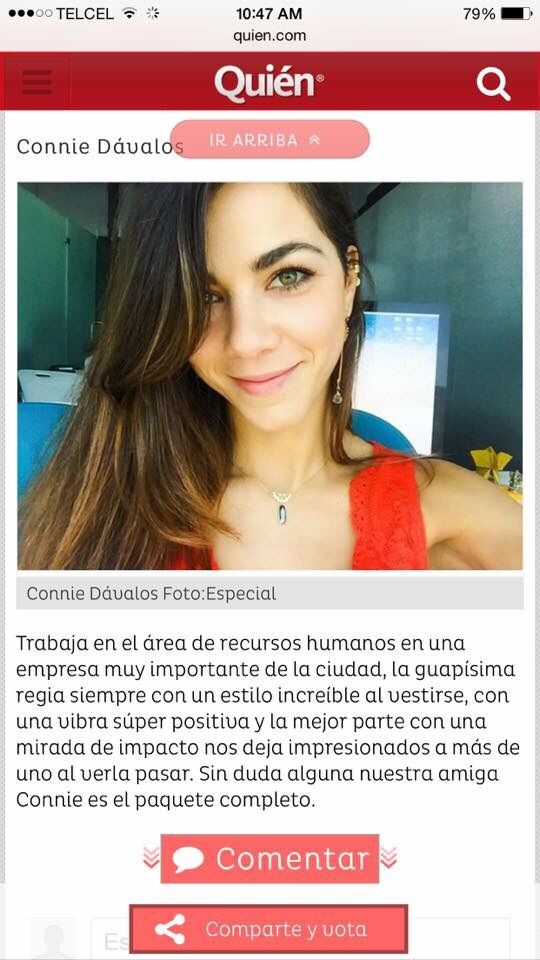 TELCEL 10:47 AM 79%
quien.com
Quién®
Connie Dávalos
IR ARRIBA
Connie Dávalos Foto:Especial
Trabaja en el área de recursos humanos en una
empresa muy importante de la ciudad, la guapísima
regia siempre con un estilo increíble al vestirse, con
una vibra súper positiva y la mejor parte con una
mirada de impacto nos deja impresionados a más de
uno al verla pasar. Sin duda alguna nuestra amiga
Connie es el paquete completo.
Comentar
Comparte y vota